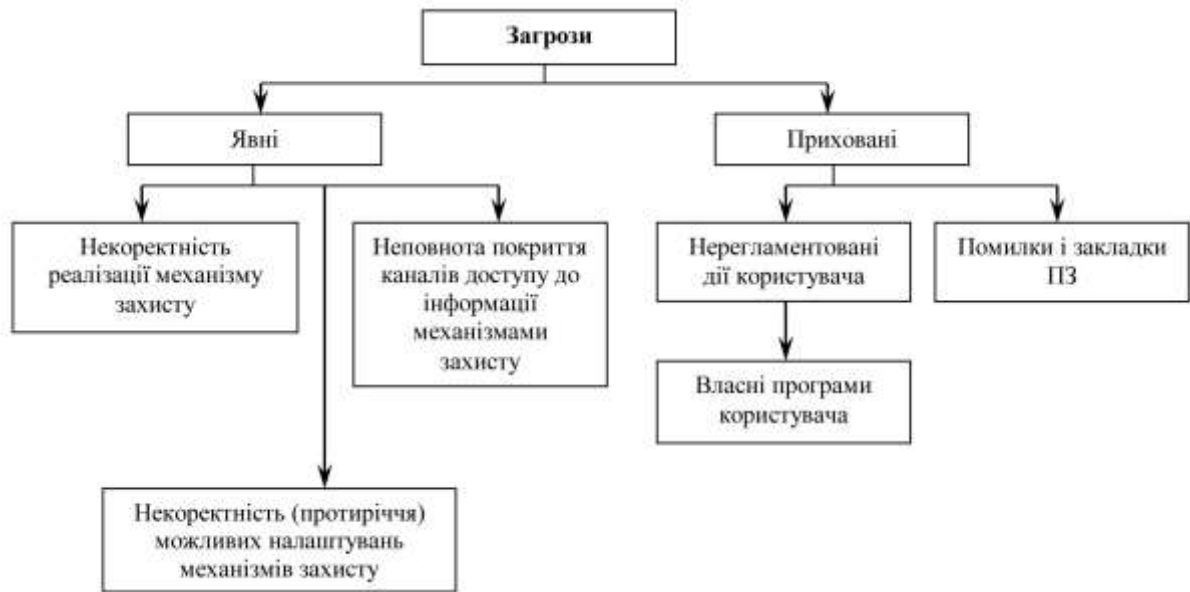 Загрози
Явні
Приховані
Некоректність
реалізації механізму
захисту
Неповнота покриття
каналів доступу до
інформації
механізмами
захисту
Нерегламентовані
дії користувача
Помилки і закладки
ПЗ
Власні програми
користувача
Некоректність (протиріччя)
можливих налаштувань
механізмів захисту